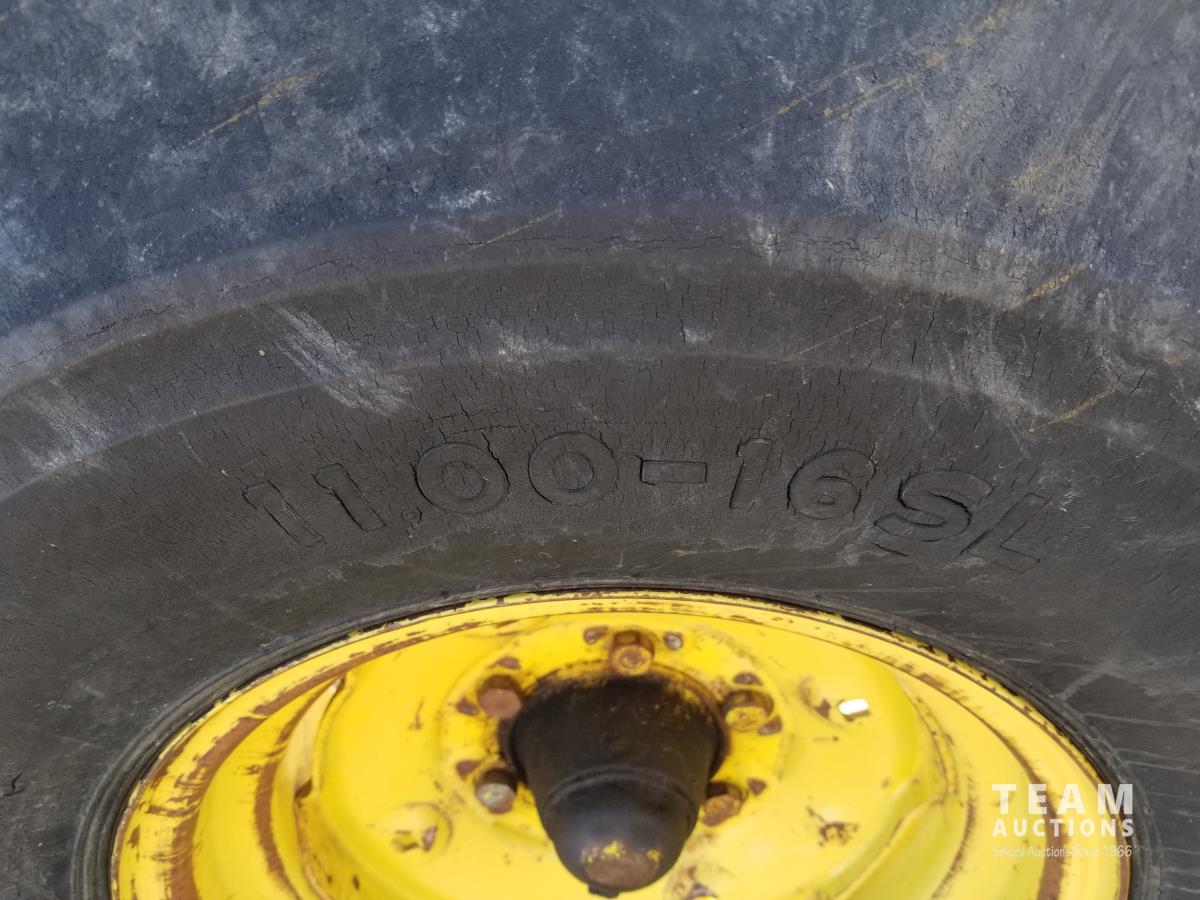 11.00-16SL
TEAM
AUCTIONS
Sekura Auctions Since 1966